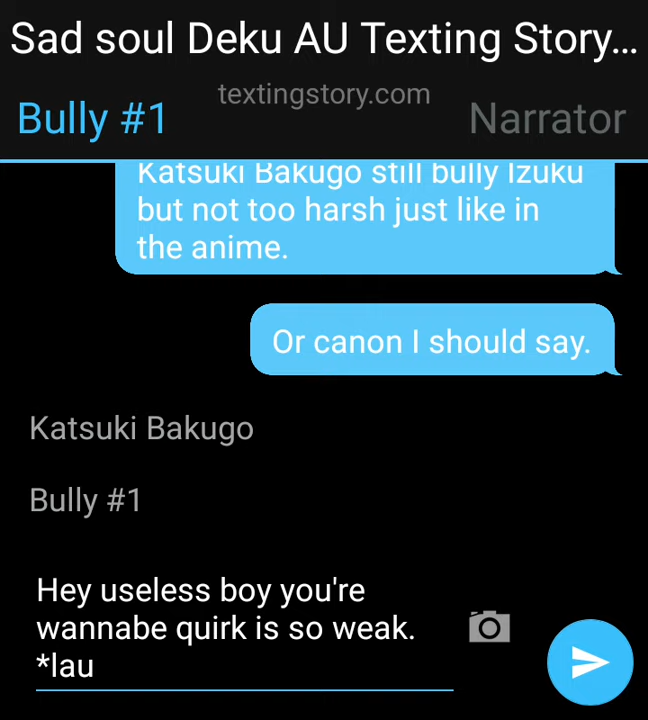 Sad soul Deku AU Texting Story...
textingstory.com
Bully #1
Narrator
Katsuki Bakugo still bully Izuku
but not too harsh just like in
the anime.
Or canon I should say.
Katsuki Bakugo
Bully #1
Hey useless boy you're
wannabe quirk is so weak.
*lau